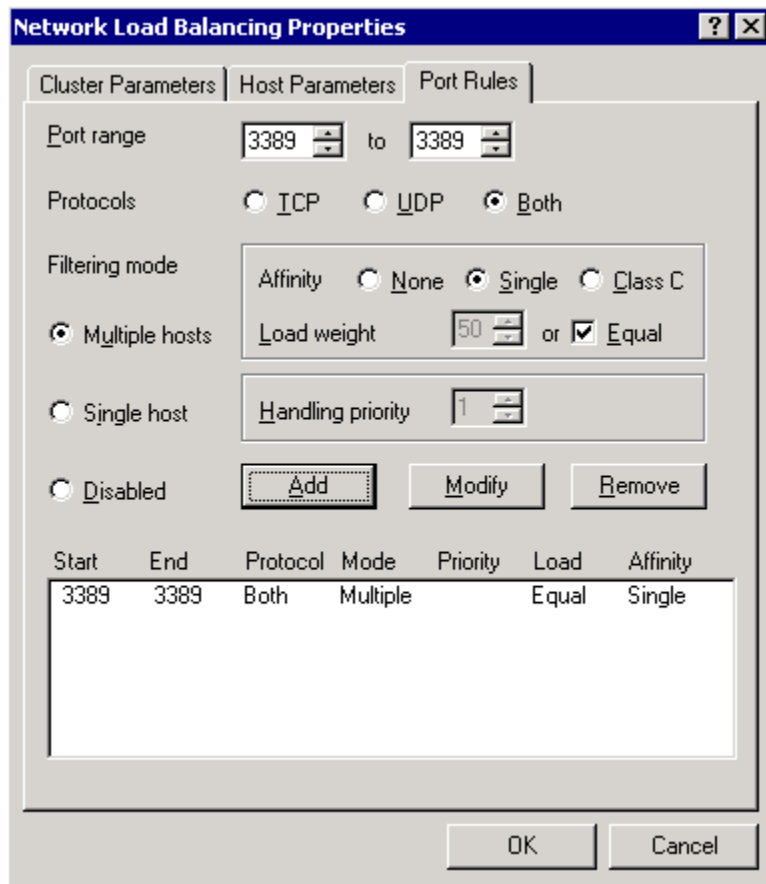 Network Load Balancing Properties ? X
Cluster Parameters Host Parameters Port Rules
Port range 3389 to 3389
Protocols TCP UDP Both
Filtering mode
Affinity None Single Class C
Multiple hosts Load weight 50 or Equal
Single host Handling priority 1
Disabled Add Modify Remove
Start End Protocol Mode Priority Load Affinity
3389 3389 Both Multiple Equal Single
OK Cancel